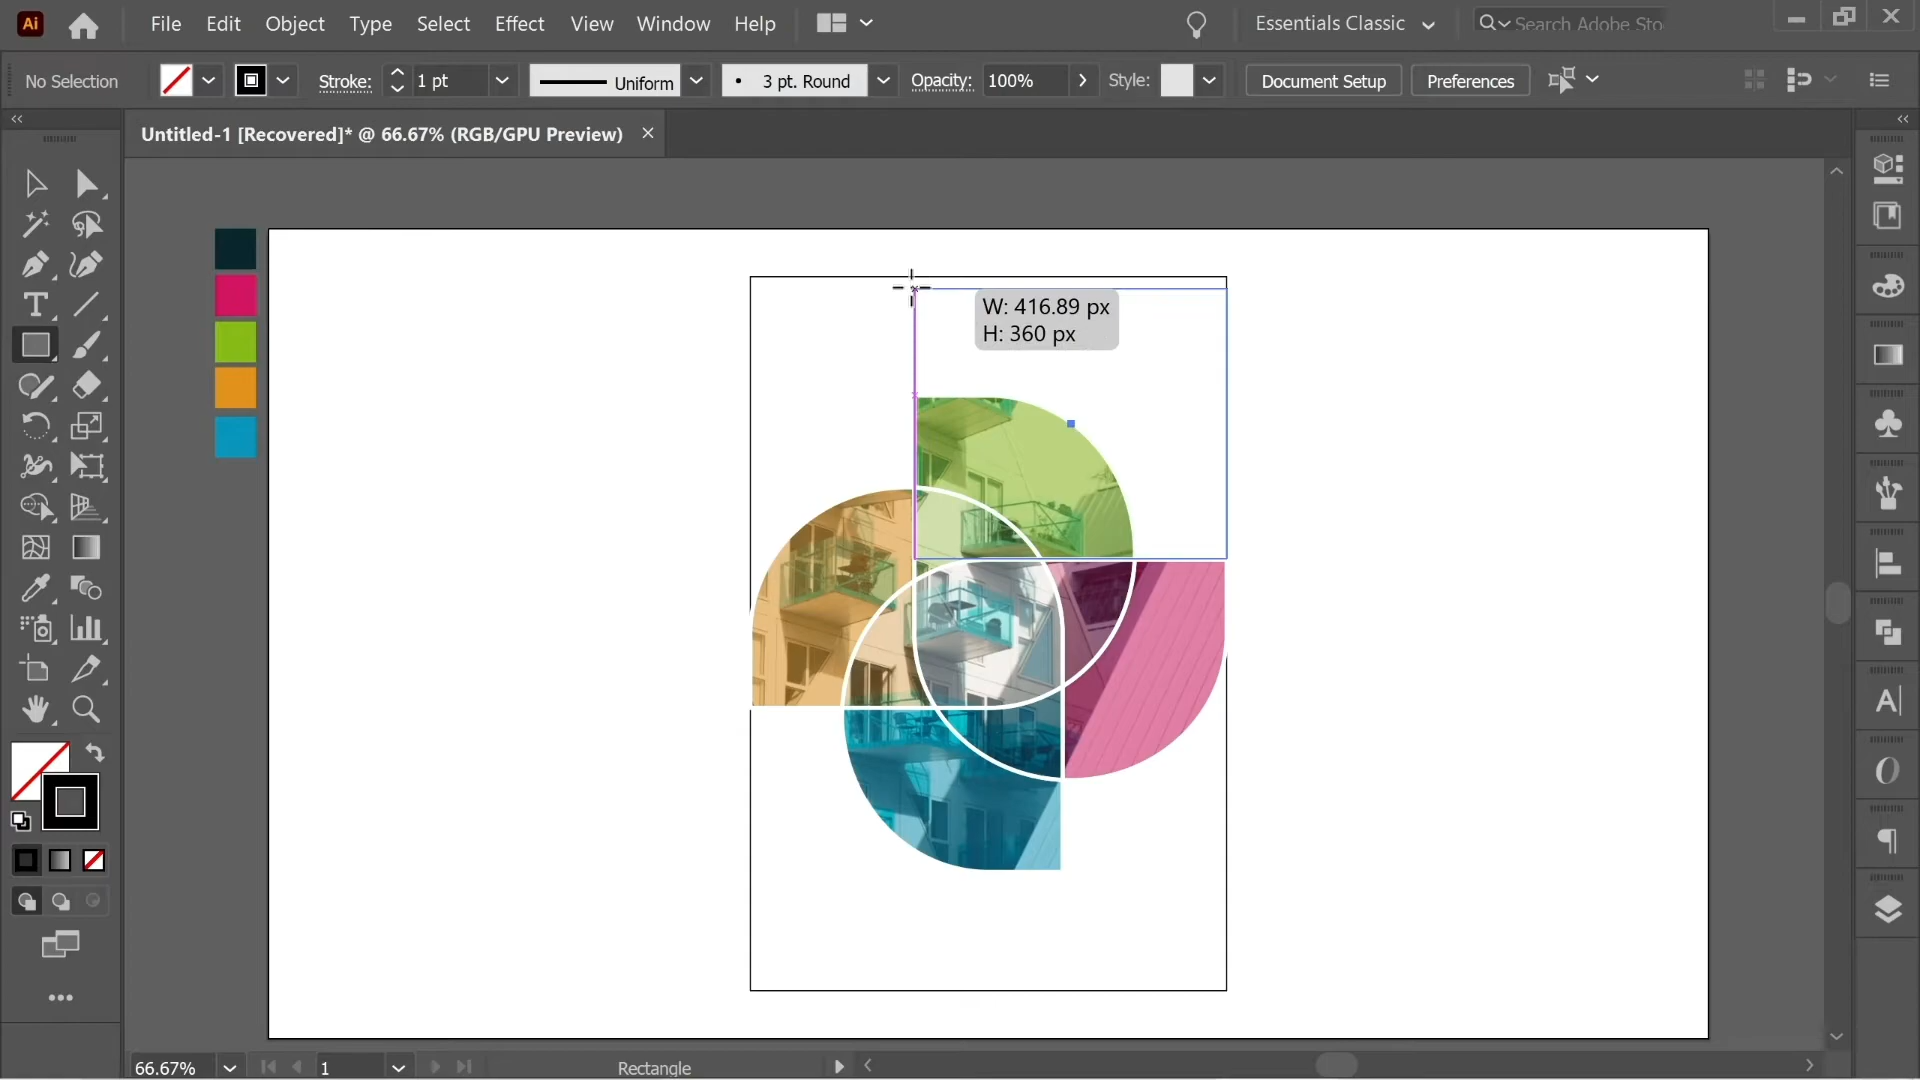 Ai File Edit Object Type Select Effect View Window Help Essentials Classic Search Adobe Sto
No Selection Stroke: 1 pt Uniform 3 pt. Round Opacity: 100% Style: Document Setup Preferences
Untitled-1 [Recovered]* @ 66.67% (RGB/GPU Preview)
W: 416.89 px
H: 360 px
66.67% 1 Rectangle